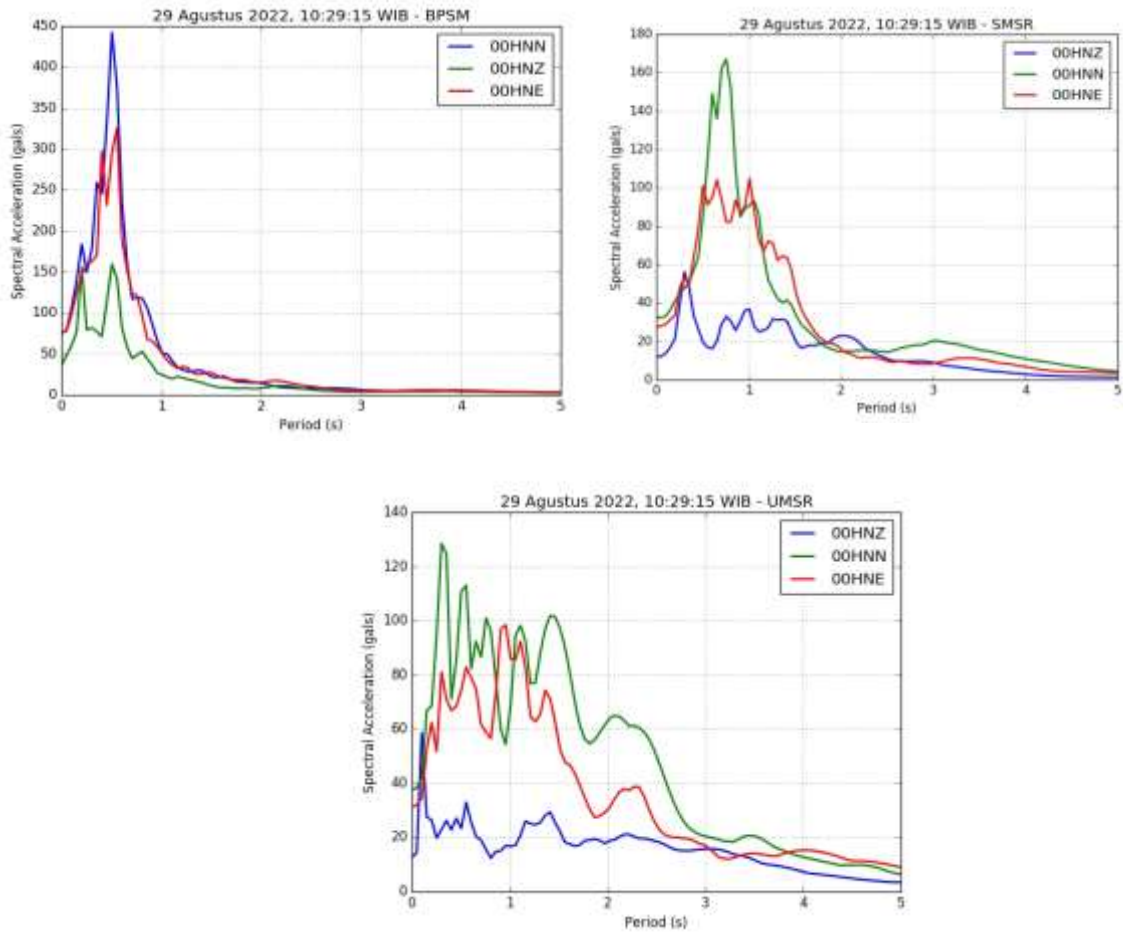 29 Agustus 2022, 10:29:15 WIB - BPSM
450
400
350
300
250
200
150
100
50
0
Spectral Acceleration (gals)
00HNN
00HNZ
00HNE
0 1 2 3 4 5
Period (s)
29 Agustus 2022, 10:29:15 WIB - SMSR
180
160
140
120
100
80
60
40
20
0
Spectral Acceleration (gals)
00HNZ
00HNN
00HNE
0 1 2 3 4 5
Period (s)
29 Agustus 2022, 10:29:15 WIB - UMSR
140
120
100
80
60
40
20
0
Spectral Acceleration (gals)
00HNZ
00HNN
00HNE
0 1 2 3 4 5
Period (s)